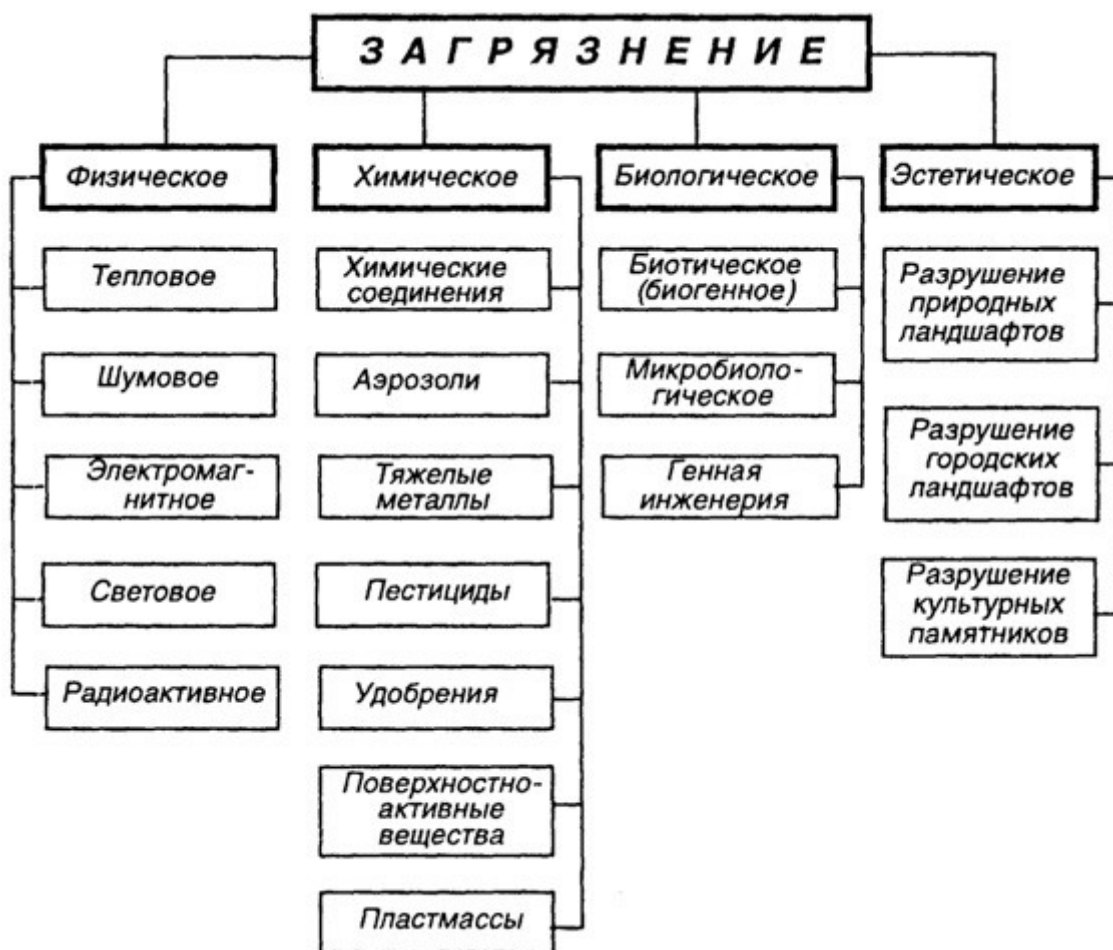 ЗАГРЯЗНЕНИЕ
Физическое
Тепловое
Шумовое
Электромаг-
нитное
Световое
Радиоактивное
Химическое
Химические
соединения
Аэрозоли
Тяжелые
металлы
Пестициды
Удобрения
Поверхностно-
активные
вещества
Пластмассы
Биологическое
Биотическое
(биогенное)
Микробиоло-
гическое
Генная
инженерия
Эстетическое
Разрушение
природных
ландшафтов
Разрушение
городских
ландшафтов
Разрушение
культурных
памятников